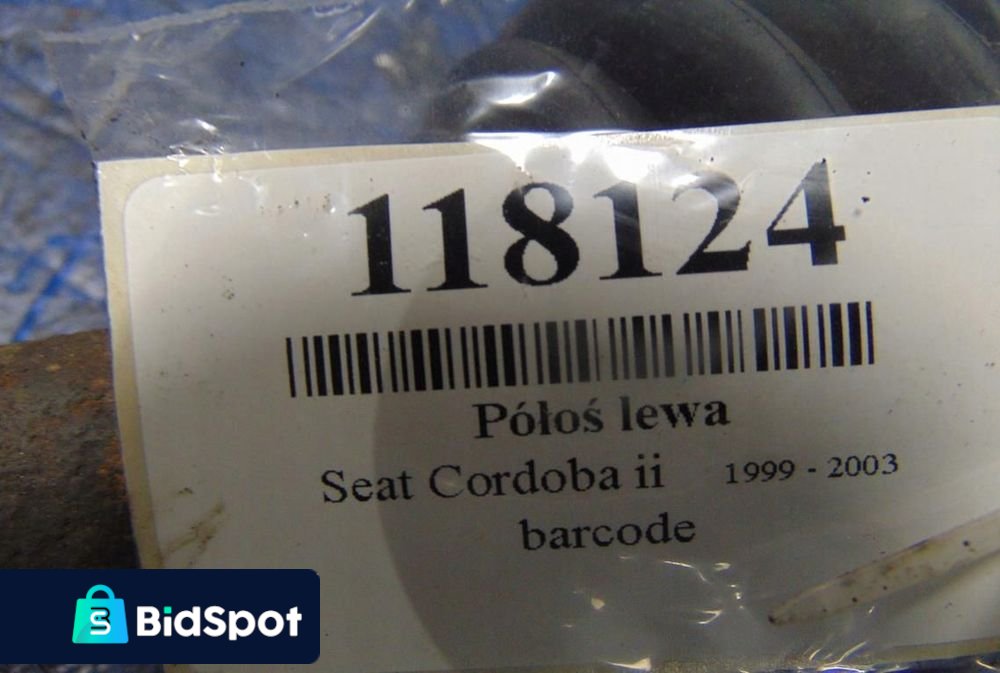 118124
Półoś lewa
Seat Cordoba ii 1999 - 2003
barcode
BidSpot